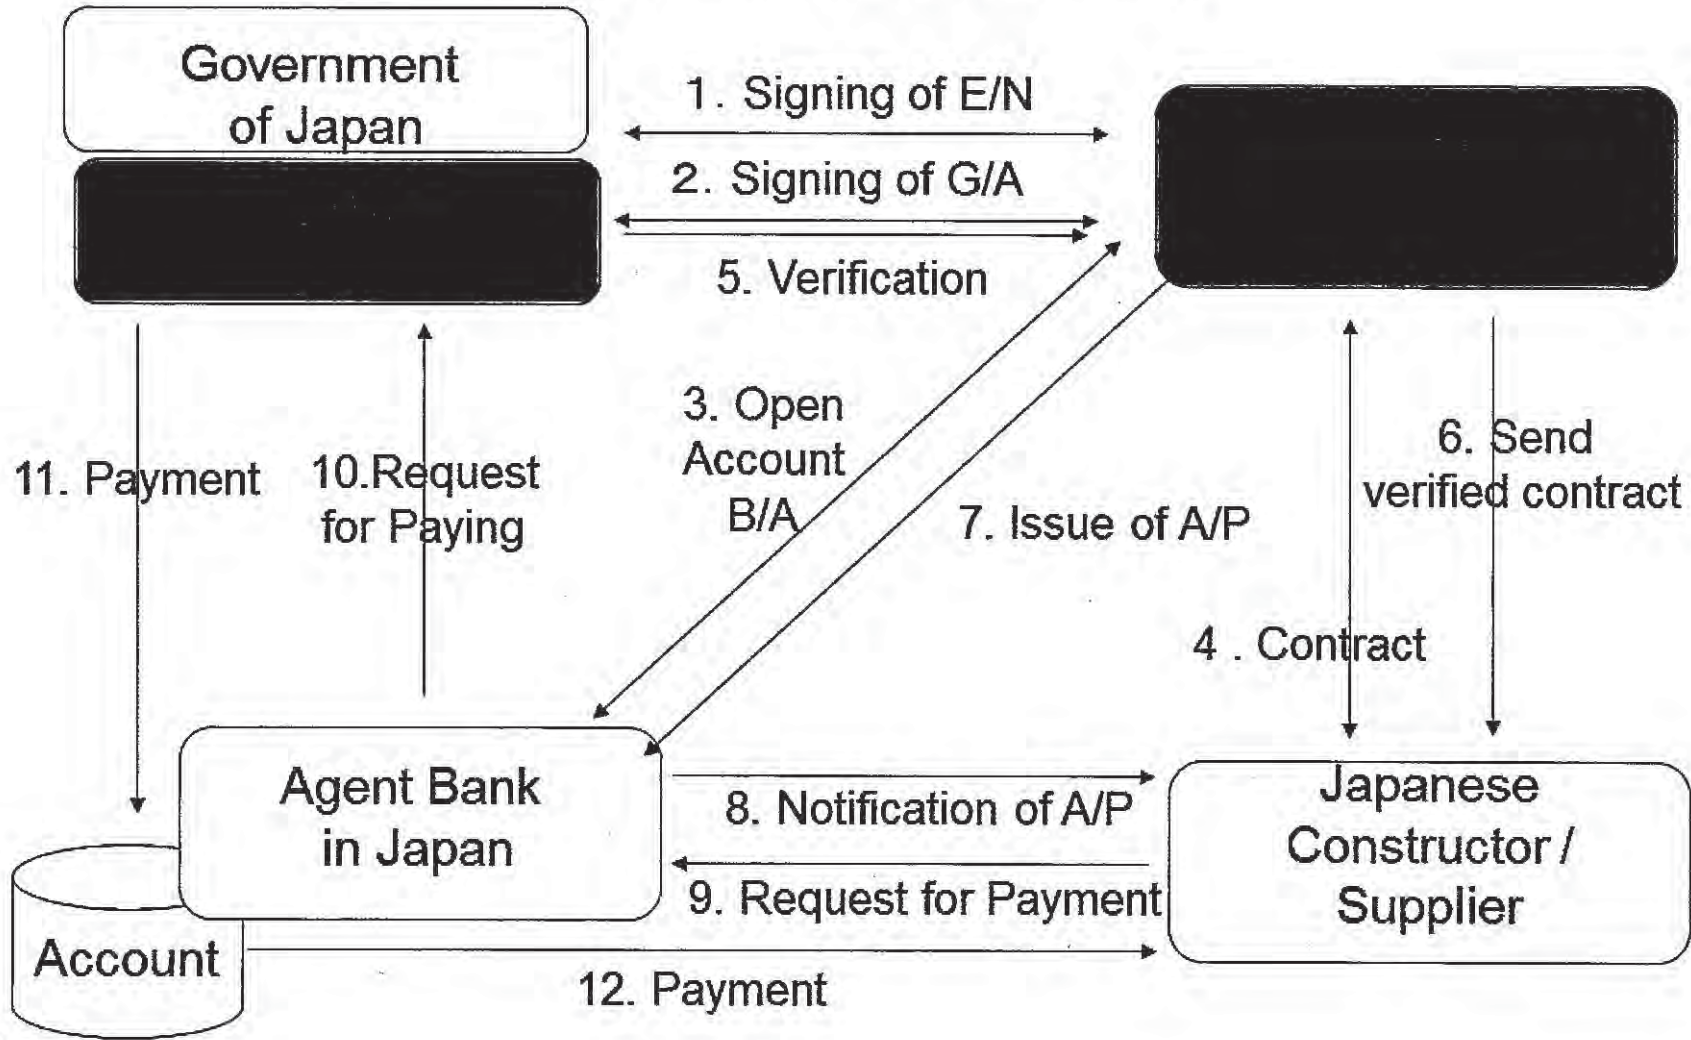 Government
of Japan
1. Signing of E/N
2. Signing of G/A
5. Verification
3. Open
Account
B/A
6. Send
verified contract
11. Payment
10.Request
for Paying
7. Issue of A/P
4 . Contract
Agent Bank
in Japan
8. Notification of A/P
9. Request for Payment
Japanese
Constructor /
Supplier
Account
12. Payment